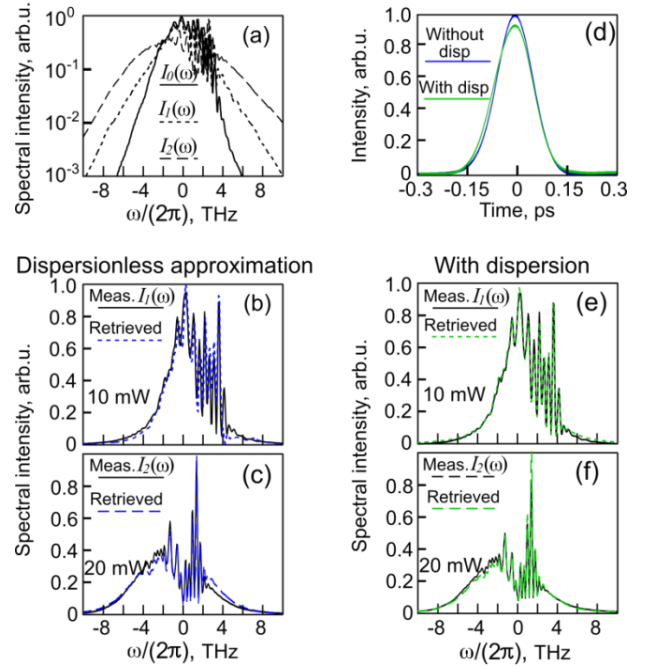 Spectral intensity, arb.u.
10⁰
10⁻¹
10⁻²
10⁻³
(a)
I₀(ω)
I₁(ω)
I₂(ω)
-8 -4 0 4 8
ω/(2π), THz
Intensity, arb.u.
1.0
0.8
0.6
0.4
0.2
0
(d)
Without
disp
With disp
-0.3 -0.15 0 0.15 0.3
Time, ps
Dispersionless approximation
Spectral intensity, arb.u.
1.0
0.8
0.6
0.4
0.2
0
Meas. I₁(ω)
Retrieved
(b)
10 mW
0.8
0.6
0.4
0.2
0
Meas. I₂(ω)
Retrieved
(c)
20 mW
-8 -4 0 4 8
ω/(2π), THz
With dispersion
Spectral intensity, arb.u.
1.0
0.8
0.6
0.4
0.2
0
Meas. I₁(ω)
Retrieved
(e)
10 mW
Spectral intensity, arb.u.
0.8
0.6
0.4
0.2
0
Meas. I₂(ω)
Retrieved
(f)
20 mW
-8 -4 0 4 8
ω/(2π), THz